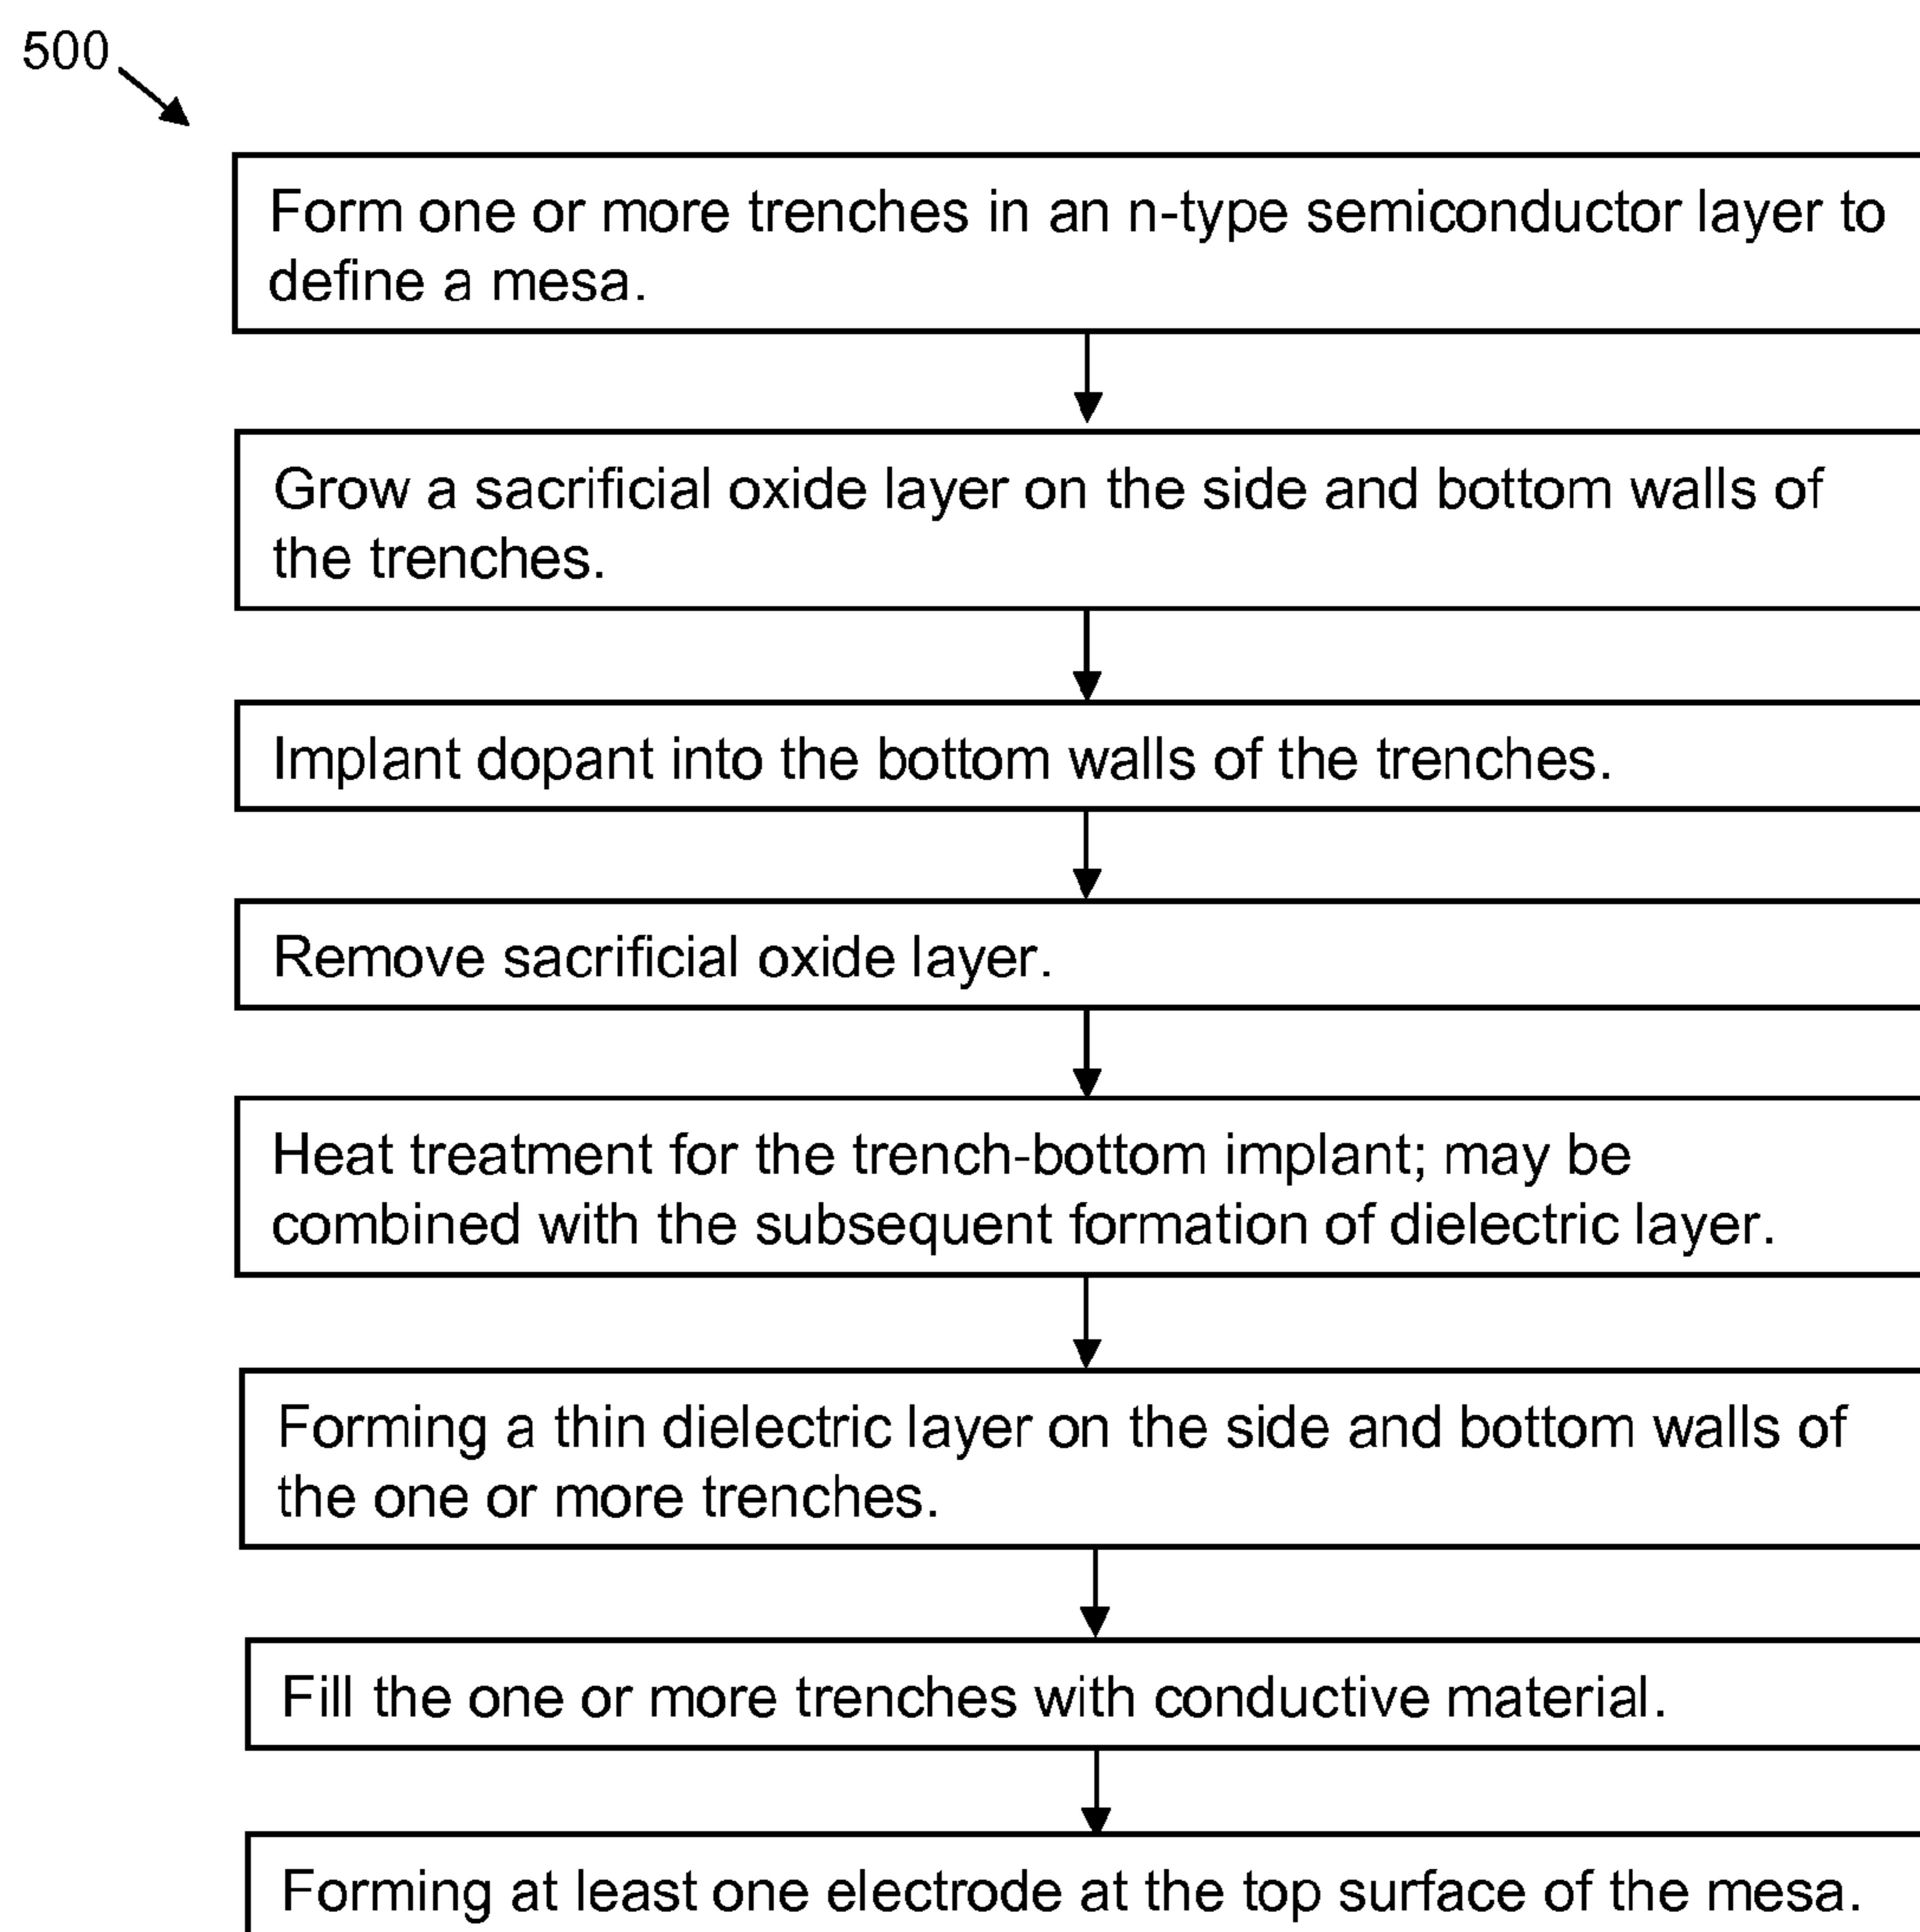 500
Form one or more trenches in an n-type semiconductor layer to
define a mesa.
Grow a sacrificial oxide layer on the side and bottom walls of
the trenches.
Implant dopant into the bottom walls of the trenches.
Remove sacrificial oxide layer.
Heat treatment for the trench-bottom implant; may be
combined with the subsequent formation of dielectric layer.
Forming a thin dielectric layer on the side and bottom walls of
the one or more trenches.
Fill the one or more trenches with conductive material.
Forming at least one electrode at the top surface of the mesa.